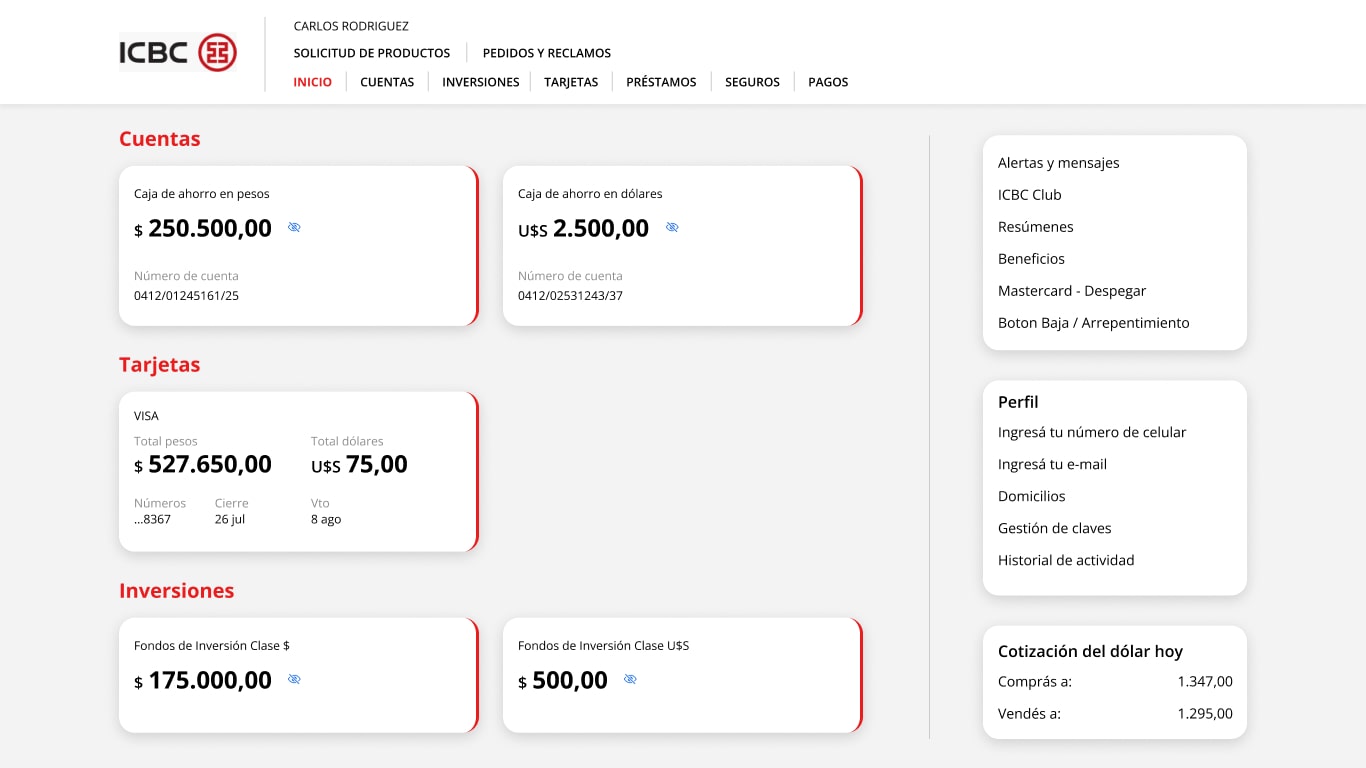 ICBC
CARLOS RODRIGUEZ
SOLICITUD DE PRODUCTOS
PEDIDOS Y RECLAMOS
INICIO
CUENTAS
INVERSIONES
TARJETAS
PRÉSTAMOS
SEGUROS
PAGOS
Cuentas
Caja de ahorro en pesos
$ 250.500,00
Número de cuenta
0412/01245161/25
Caja de ahorro en dólares
U$S 2.500,00
Número de cuenta
0412/02531243/37
Tarjetas
VISA
Total pesos
$ 527.650,00
Total dólares
U$S 75,00
Números
...8367
Cierre
26 jul
Vto
8 ago
Inversiones
Fondos de Inversión Clase $
$ 175.000,00
Fondos de Inversión Clase U$S
$ 500,00
Alertas y mensajes
ICBC Club
Resúmenes
Beneficios
Mastercard - Despegar
Boton Baja / Arrepentimiento
Perfil
Ingresá tu número de celular
Ingresá tu e-mail
Domicilios
Gestión de claves
Historial de actividad
Cotización del dólar hoy
Comprás a: 1.347,00
Vendés a: 1.295,00